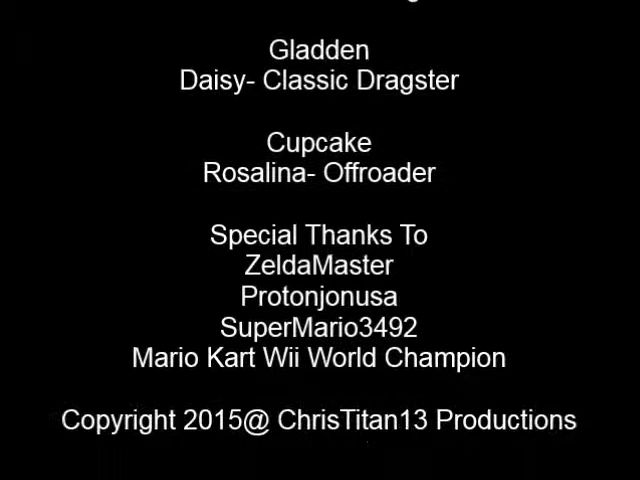 Gladden
Daisy- Classic Dragster
Cupcake
Rosalina- Offroader
Special Thanks To
ZeldaMaster
Protonjonusa
SuperMario3492
Mario Kart Wii World Champion
Copyright 2015@ ChrisTitan13 Productions